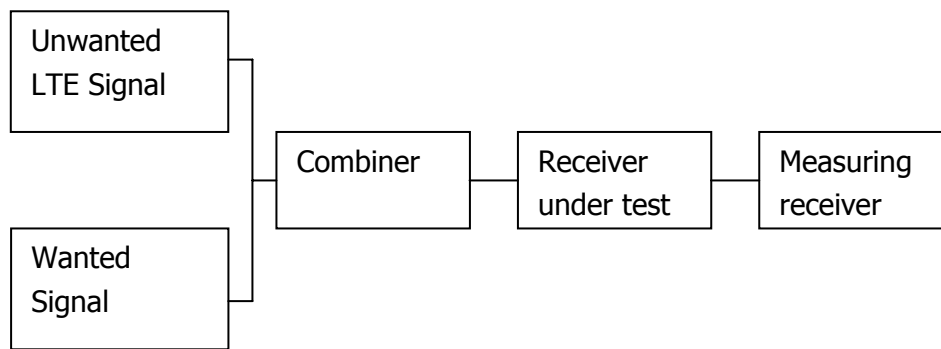 Unwanted
LTE Signal
Combiner
Receiver
under test
Measuring
receiver
Wanted
Signal